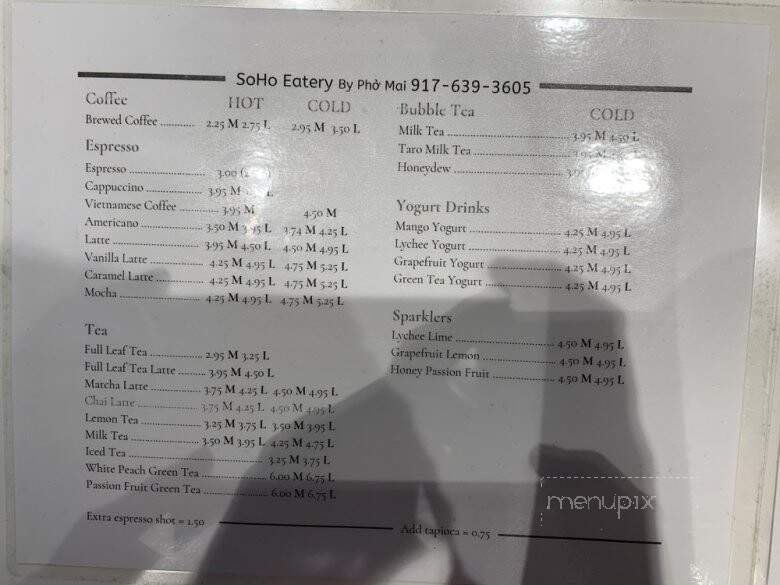 SoHo Eatery By Phở Mai 917-639-3605
Coffee HOT COLD
Brewed Coffee 2.25 M 2.75 L 2.95 M 3.50 L
Espresso
Espresso 3.00
Cappuccino 3.95 M L
Vietnamese Coffee 3.95 M 4.50 M
Americano 3.50 M 3.95 L 3.74 M 4.25 L
Latte 3.95 M 4.50 L 4.50 M 4.95 L
Vanilla Latte 4.25 M 4.95 L 4.75 M 5.25 L
Caramel Latte 4.25 M 4.95 L 4.75 M 5.25 L
Mocha 4.25 M 4.95 L 4.75 M 5.25 L
Tea
Full Leaf Tea 2.95 M 3.25 L
Full Leaf Tea Latte 3.95 M 4.50 L
Matcha Latte 3.75 M 4.25 L 4.50 M 4.95 L
Chai Latte 3.75 M 4.25 L 4.50 M 4.95 L
Lemon Tea 3.25 M 3.75 L 3.50 M 3.95 L
Milk Tea 3.50 M 3.95 L 4.25 M 4.75 L
Iced Tea 3.25 M 3.75 L
White Peach Green Tea 6.00 M 6.75 L
Passion Fruit Green Tea 6.00 M 6.75 L
Bubble Tea COLD
Milk Tea 3.95 M 4.50 L
Taro Milk Tea
Honeydew
Yogurt Drinks
Mango Yogurt 4.25 M 4.95 L
Lychee Yogurt 4.25 M 4.95 L
Grapefruit Yogurt 4.25 M 4.95 L
Green Tea Yogurt 4.25 M 4.95 L
Sparklers
Lychee Lime 4.50 M 4.95 L
Grapefruit Lemon 4.50 M 4.95 L
Honey Passion Fruit 4.50 M 4.95 L
Extra espresso shot = 1.50 Add tapioca = 0.75
menupix